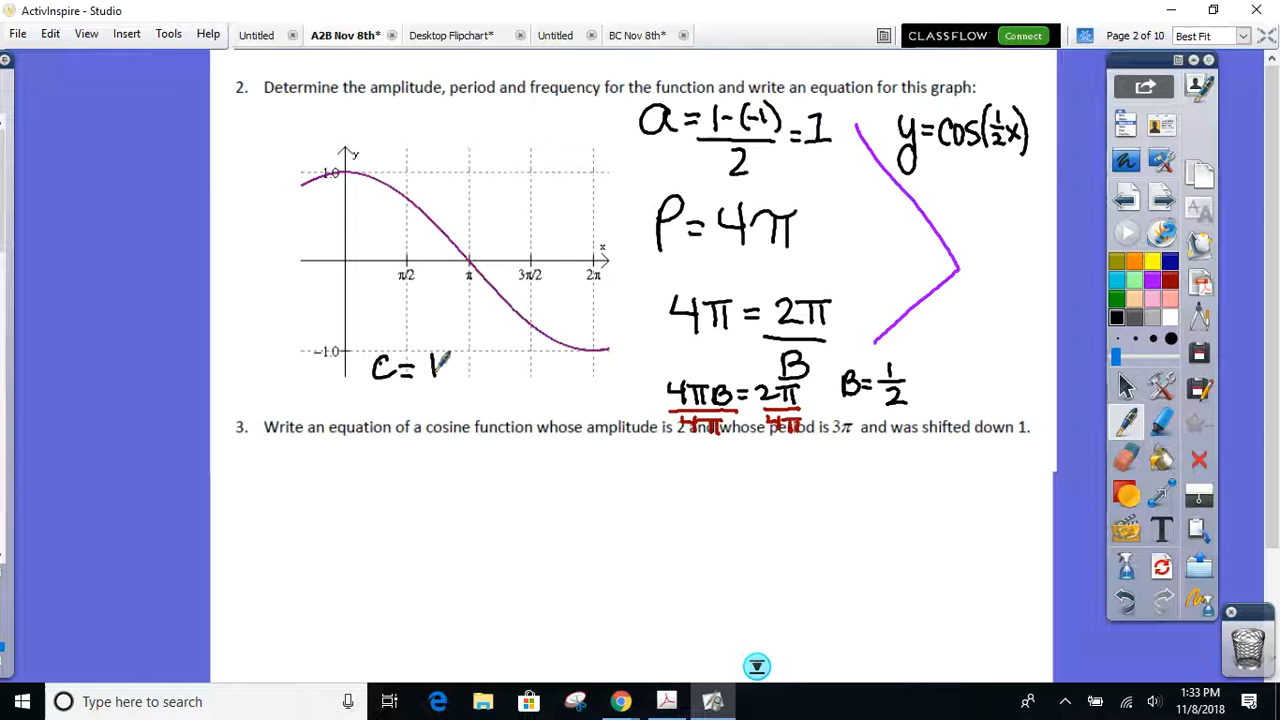 ActivInspire - Studio
File Edit View Insert Tools Help Untitled A2B Nov 8th* Desktop Flipchart* Untitled BC Nov 8th* CLASSFLOW Connect Page 2 of 10 Best Fit
2. Determine the amplitude, period and frequency for the function and write an equation for this graph:
a = 1-(-1)/2 = 1
y = cos(1/2x)
y
1.0
P = 4π
x
π/2 π 3π/2 2π
4π = 2π/B
-1.0
C = 
4πB = 2π
4π 4π
B = 1/2
3. Write an equation of a cosine function whose amplitude is 2 and whose period is 3π and was shifted down 1.
Type here to search
1:33 PM
11/8/2018